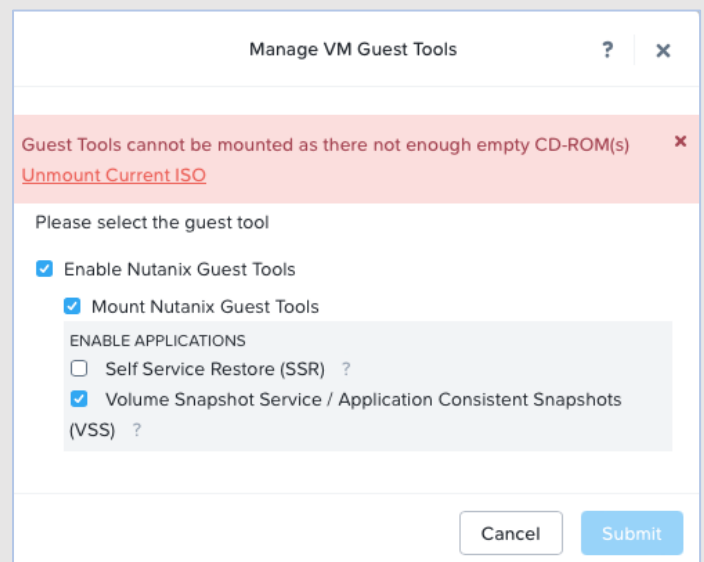 Manage VM Guest Tools ? ×
Guest Tools cannot be mounted as there not enough empty CD-ROM(s) ×
Unmount Current ISO
Please select the guest tool
Enable Nutanix Guest Tools
Mount Nutanix Guest Tools
ENABLE APPLICATIONS
Self Service Restore (SSR) ?
Volume Snapshot Service / Application Consistent Snapshots
(VSS) ?
Cancel Submit